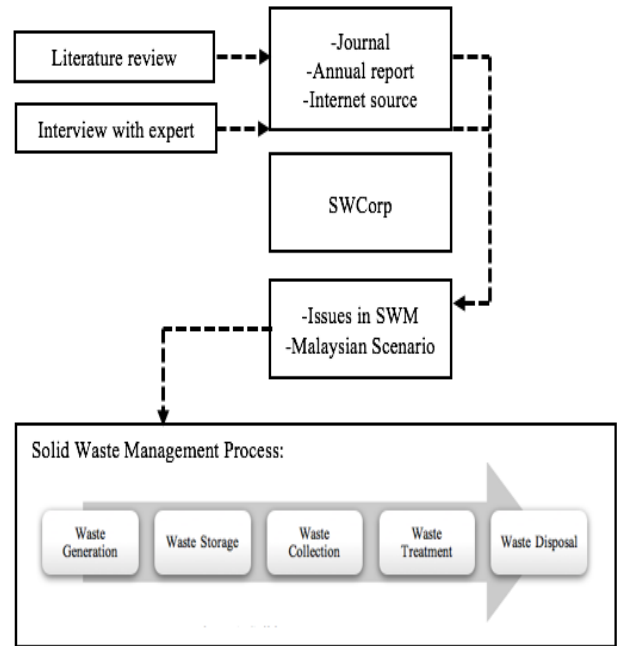 Literature review
-Journal
-Annual report
-Internet source
Interview with expert
SWCorp
-Issues in SWM
-Malaysian Scenario
Solid Waste Management Process:
Waste
Generation
Waste Storage
Waste
Collection
Waste
Treatment
Waste Disposal